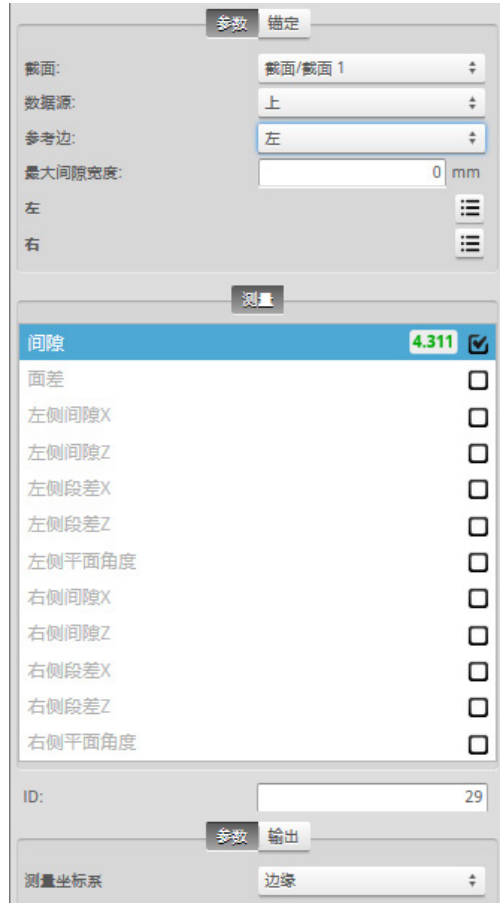 参数 锚定
截面: 截面/截面 1
数据源: 上
参考边: 左
最大间隙宽度: 0 mm
左
右
测量
间隙 4.311
面差
左侧间隙X
左侧间隙Z
左侧段差X
左侧段差Z
左侧平面角度
右侧间隙X
右侧间隙Z
右侧段差X
右侧段差Z
右侧平面角度
ID: 29
参数 输出
测量坐标系 边缘